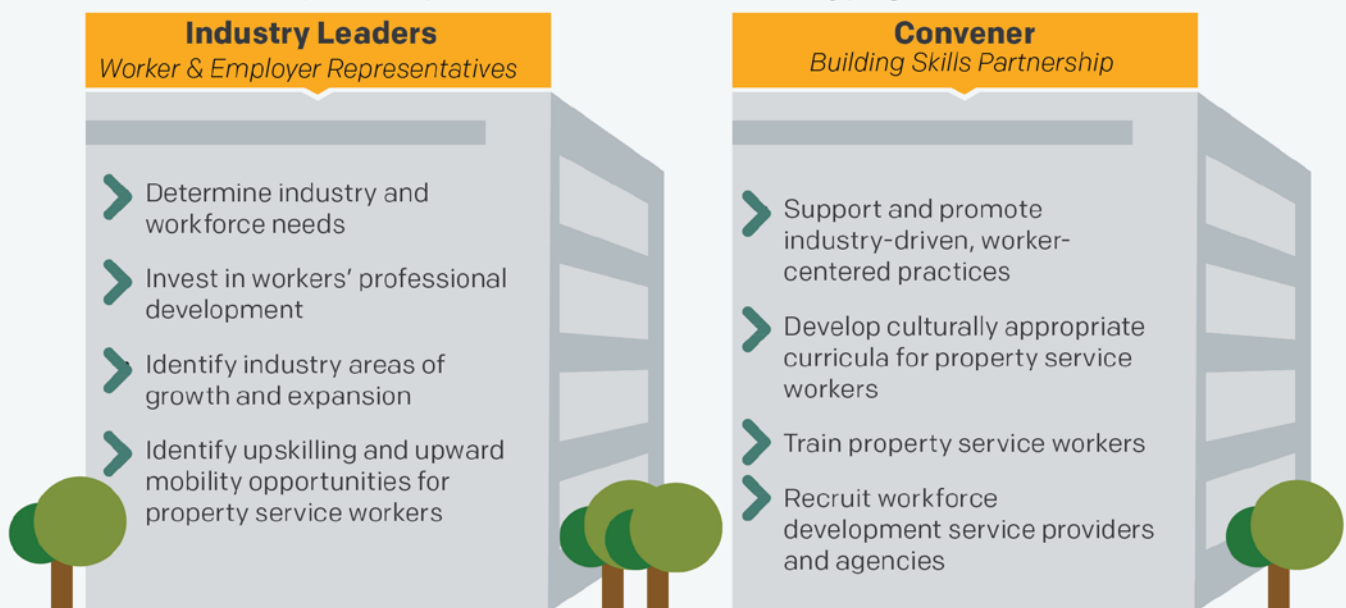 Industry Leaders
Worker & Employer Representatives
Determine industry and
workforce needs
Invest in workers' professional
development
Identify industry areas of
growth and expansion
Identify upskilling and upward
mobility opportunities for
property service workers
Convener
Building Skills Partnership
Support and promote
industry-driven, worker-
centered practices
Develop culturally appropriate
curricula for property service
workers
Train property service workers
Recruit workforce
development service providers
and agencies